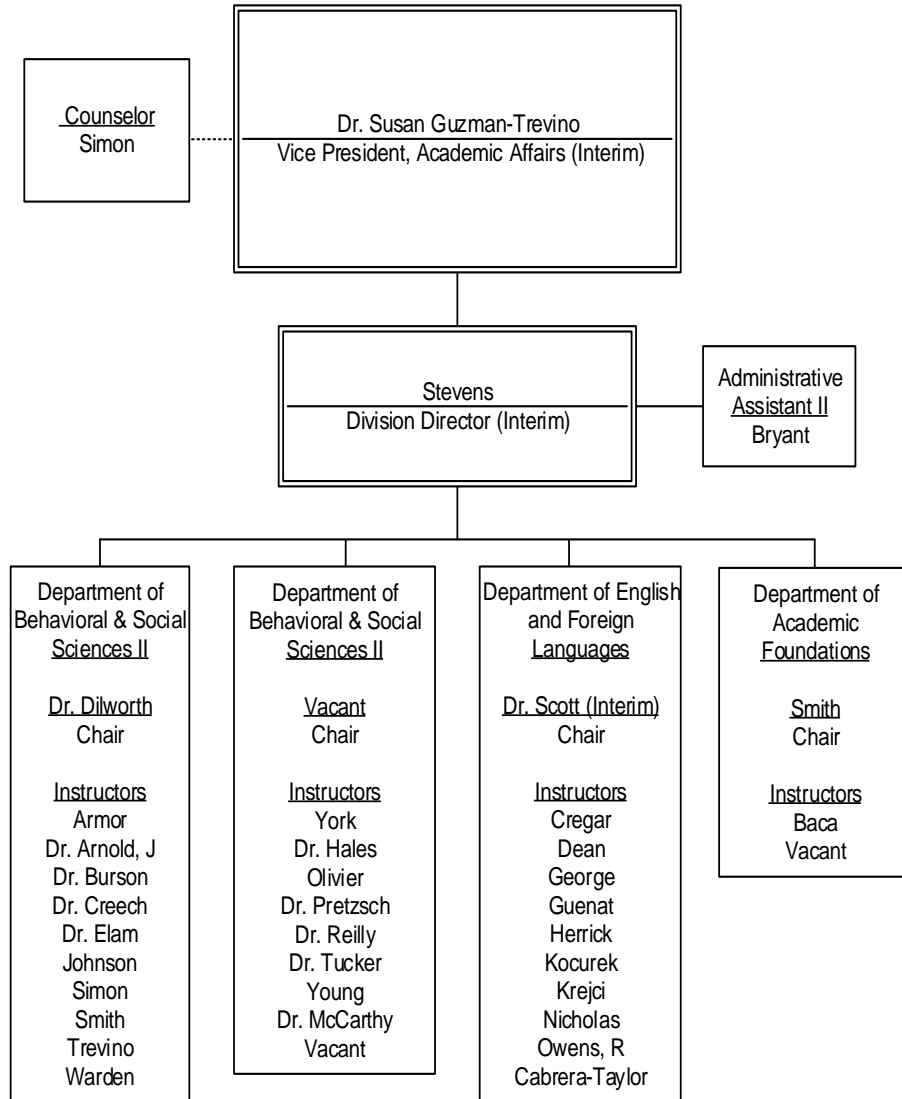 Counselor
Simon
Dr. Susan Guzman-Trevino
Vice President, Academic Affairs (Interim)
Stevens
Division Director (Interim)
Administrative
Assistant II
Bryant
Department of
Behavioral & Social
Sciences II
Dr. Dilworth
Chair
Instructors
Armor
Dr. Arnold, J
Dr. Burson
Dr. Creech
Dr. Elam
Johnson
Simon
Smith
Trevino
Warden
Department of
Behavioral & Social
Sciences II
Vacant
Chair
Instructors
York
Dr. Hales
Olivier
Dr. Pretzsch
Dr. Reilly
Dr. Tucker
Young
Dr. McCarthy
Vacant
Department of English
and Foreign
Languages
Dr. Scott (Interim)
Chair
Instructors
Cregar
Dean
George
Guenat
Herrick
Kocurek
Krejci
Nicholas
Owens, R
Cabrera-Taylor
Department of
Academic
Foundations
Smith
Chair
Instructors
Baca
Vacant